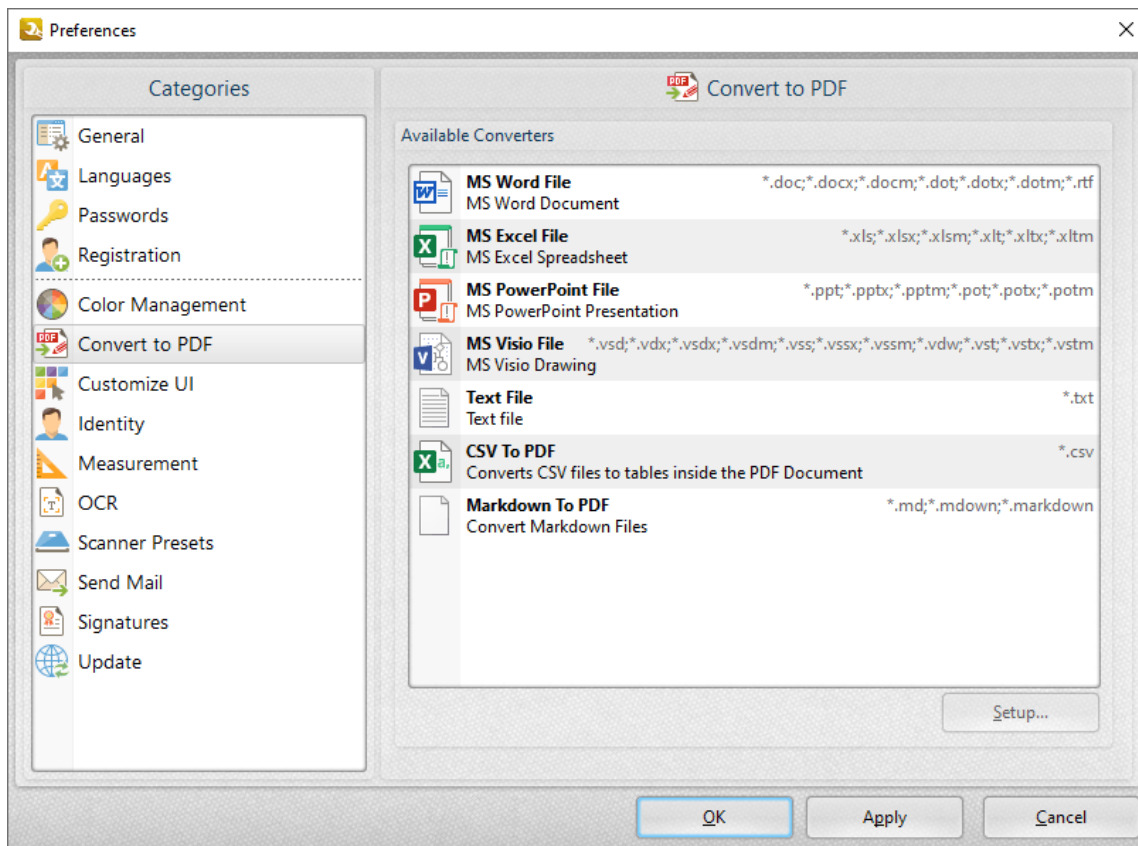 Preferences
Categories
General
Languages
Passwords
Registration
Color Management
Convert to PDF
Customize UI
Identity
Measurement
OCR
Scanner Presets
Send Mail
Signatures
Update
Convert to PDF
Available Converters
MS Word File *.doc;*.docx;*.docm;*.dot;*.dotx;*.dotm;*.rtf
MS Word Document
MS Excel File *.xls;*.xlsx;*.xlsm;*.xlt;*.xltx;*.xltm
MS Excel Spreadsheet
MS PowerPoint File *.ppt;*.pptx;*.pptm;*.pot;*.potx;*.potm
MS PowerPoint Presentation
MS Visio File *.vsd;*.vdx;*.vsdx;*.vsdm;*.vss;*.vssx;*.vssm;*.vdw;*.vst;*.vstx;*.vstm
MS Visio Drawing
Text File *.txt
Text file
CSV To PDF *.csv
Converts CSV files to tables inside the PDF Document
Markdown To PDF *.md;*.mdown;*.markdown
Convert Markdown Files
Setup...
OK Apply Cancel